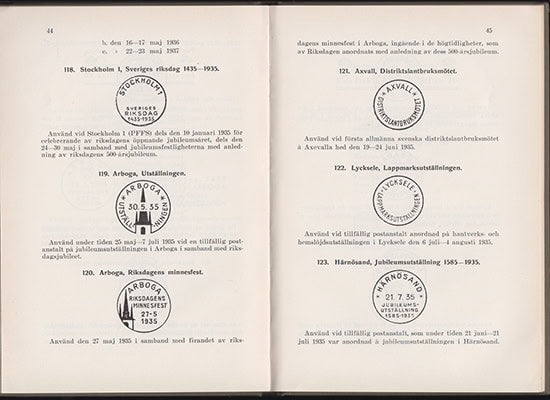 44
b. den 16—17 maj 1936
c. » 22—23 maj 1937
118. Stockholm 1, Sveriges riksdag 1435—1935.
STOCKHOLM 1
SVERIGES
RIKSDAG
1435-1935
Använd vid Stockholm 1 (PFFS) dels den 10 januari 1935 för
celebrerande av riksdagens öppnande jubileumsåret, dels den
24—30 maj i samband med jubileumsfestligheterna med anled-
ning av riksdagens 500-årsjubileum.
119. Arboga, Utställningen.
ARBOGA
30.5.35
UTSTÄLLNINGEN
Använd under tiden 25 maj—7 juli 1935 vid en tillfällig post-
anstalt på jubileumsutställningen i Arboga i samband med riks-
dagsjubileet.
120. Arboga, Riksdagens minnesfest.
ARBOGA
RIKSDAGENS
MINNESFEST
27-5
1935
Använd den 27 maj 1935 i samband med firandet av riks-
45
dagens minnesfest i Arboga, ingående i de högtidligheter, som
av Riksdagen anordnats med anledning av dess 500-årsjubileum.
121. Axvall, Distriktslantbruksmötet.
AXVALL
DISTRIKTSLANTBRUKSMÖTET
Använd vid första allmänna svenska distriktslantbruksmötet
å Axevalla hed den 19—24 juni 1935.
122. Lycksele, Lappmarksutställningen.
LYCKSELE
LAPPMARKSUTSTÄLLNINGEN
Använd vid tillfällig postanstalt anordnad på hantverks- och
hemslöjdsutställningen i Lycksele den 6 juli—4 augusti 1935.
123. Härnösand, Jubileumsutställning 1585—1935.
HÄRNÖSAND
21.7.35
JUBILEUMS-
UTSTÄLLNING
1585-1935
Använd vid tillfällig postanstalt, som under tiden 21 juni—21
juli 1935 var anordnad å jubileumsutställningen i Härnösand.